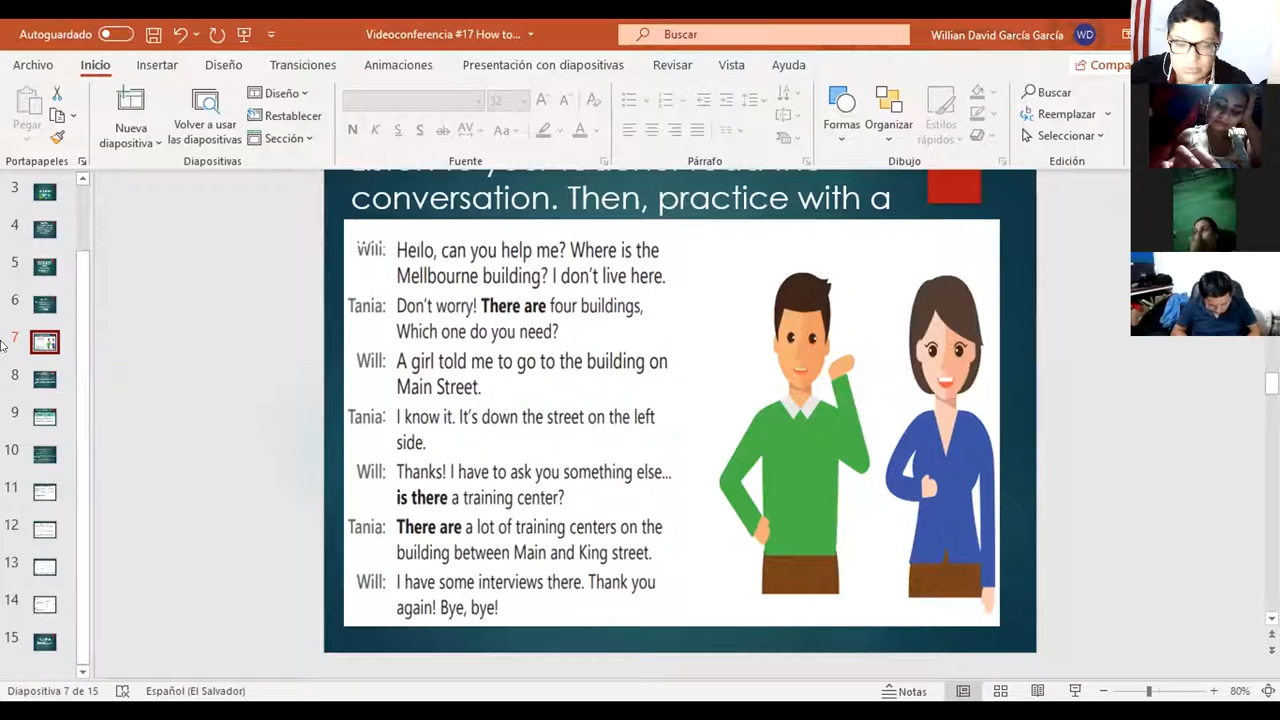 Autoguardado
Videoconferencia #17 How to...
Buscar
Willian David García García
WD
Archivo
Inicio
Insertar
Diseño
Transiciones
Animaciones
Presentación con diapositivas
Revisar
Vista
Ayuda
Compa
Pegar
Nueva
diapositiva
Volver a usar
las diapositivas
Diseño
Restablecer
Sección
32
Formas
Organizar
Estilos
rápidos
Buscar
Reemplazar
Seleccionar
Portapapeles
Diapositivas
Fuente
Párrafo
Dibujo
Edición
3
4
5
6
7
8
9
10
11
12
13
14
15
conversation. Then, practice with a
Will: Hello, can you help me? Where is the
Mellbourne building? I don't live here.
Tania: Don't worry! There are four buildings,
Which one do you need?
Will: A girl told me to go to the building on
Main Street.
Tania: I know it. It's down the street on the left
side.
Will: Thanks! I have to ask you something else...
is there a training center?
Tania: There are a lot of training centers on the
building between Main and King street.
Will: I have some interviews there. Thank you
again! Bye, bye!
Diapositiva 7 de 15
Español (El Salvador)
Notas
80%